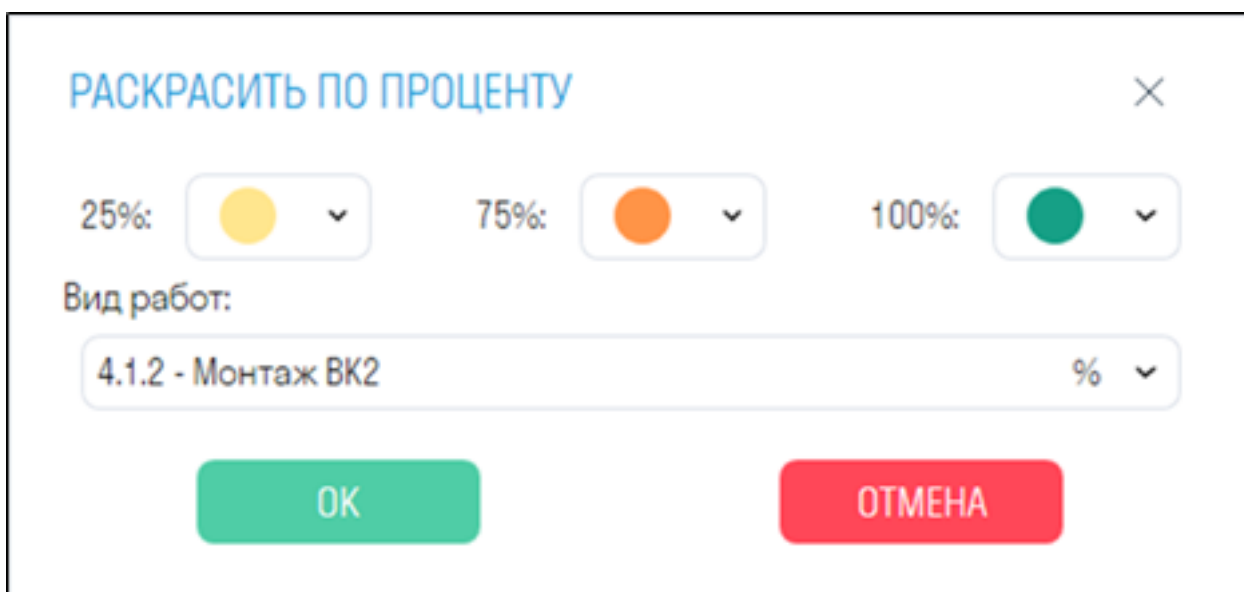 РАСКРАСИТЬ ПО ПРОЦЕНТУ
25%: 75%: 100%:
Вид работ:
4.1.2 - Монтаж ВК2 %
ОК ОТМЕНА